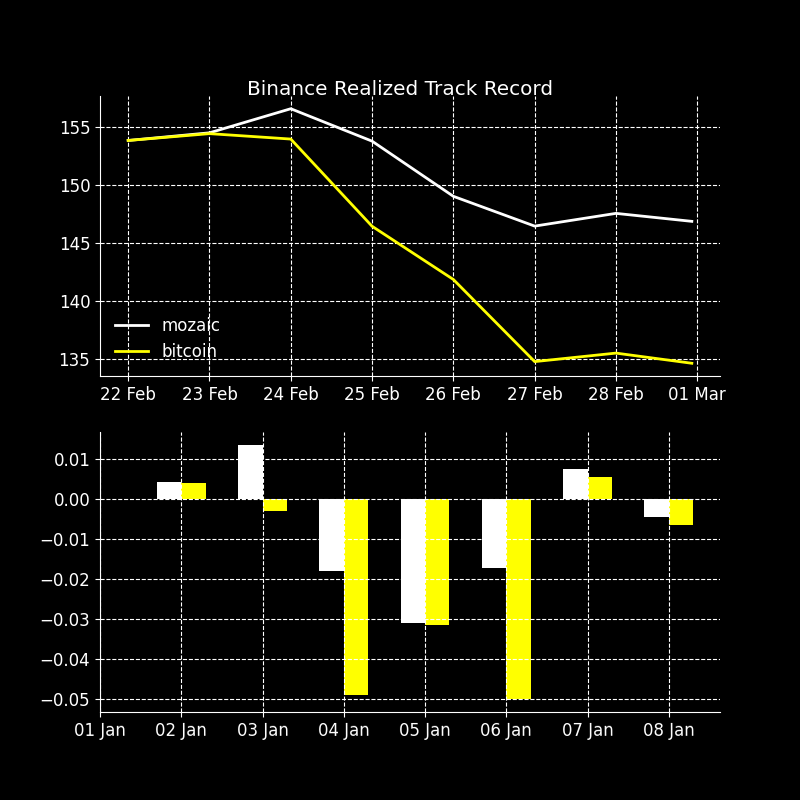 Binance Realized Track Record
155
150
145
140
135
mozaic
bitcoin
22 Feb 23 Feb 24 Feb 25 Feb 26 Feb 27 Feb 28 Feb 01 Mar
0.01
0.00
−0.01
−0.02
−0.03
−0.04
−0.05
01 Jan 02 Jan 03 Jan 04 Jan 05 Jan 06 Jan 07 Jan 08 Jan